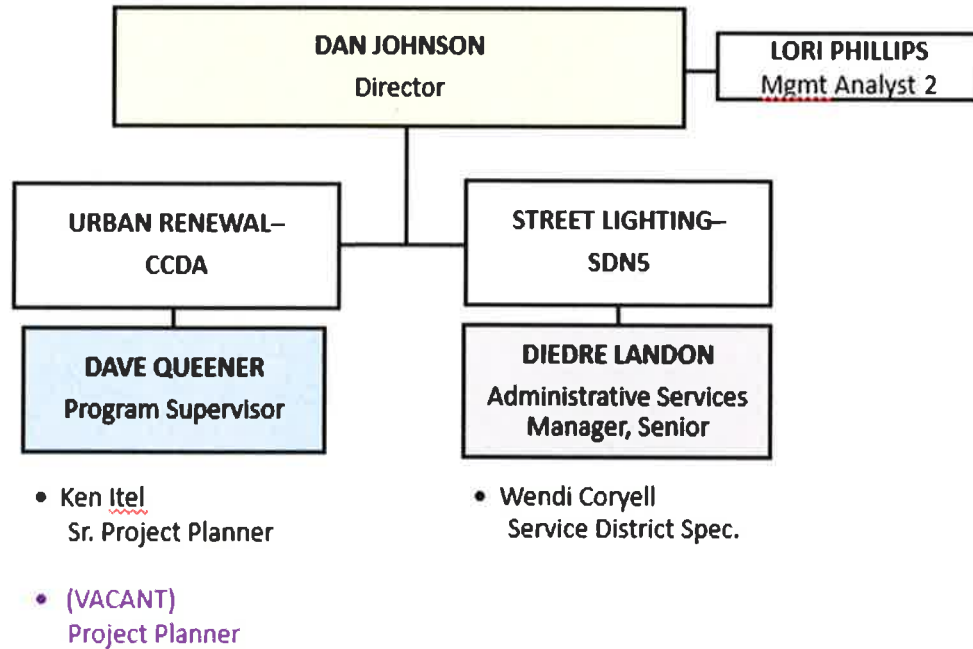 DAN JOHNSON
Director
LORI PHILLIPS
Mgmt Analyst 2
URBAN RENEWAL–
CCDA
STREET LIGHTING–
SDN5
DAVE QUEENER
Program Supervisor
DIEDRE LANDON
Administrative Services
Manager, Senior
• Ken Itel
Sr. Project Planner
• (VACANT)
Project Planner
• Wendi Coryell
Service District Spec.